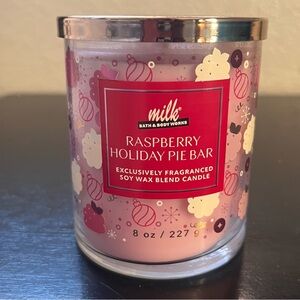 milk
BATH & BODY WORKS
RASPBERRY
HOLIDAY PIE BAR
EXCLUSIVELY FRAGRANCED
SOY WAX BLEND CANDLE
8 oz / 227 g